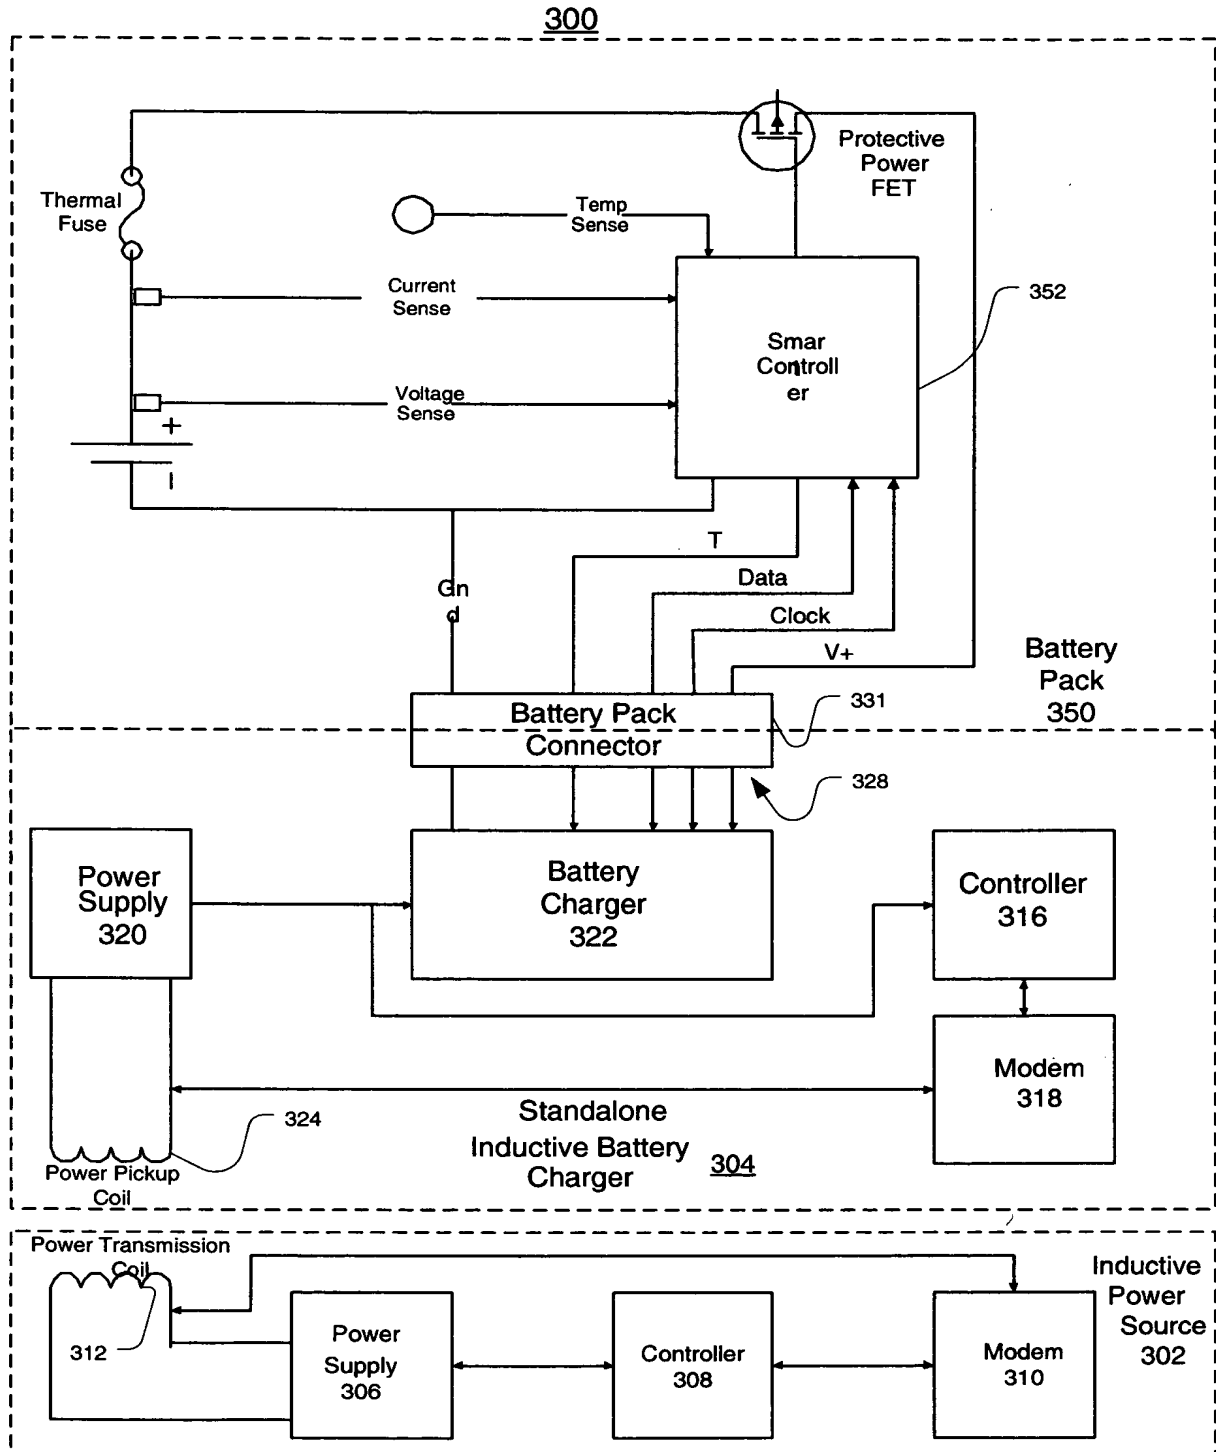 300
Protective
Power
FET
Thermal
Fuse
Temp
Sense
Current
Sense
352
Smar
t
Controll
er
Voltage
Sense
+
-
T
Data
Gn
d
Clock
V+
Battery
Pack
350
Battery Pack
Connector
331
328
Power
Supply
320
Battery
Charger
322
Controller
316
Modem
318
324
Standalone
Inductive Battery
Charger
304
Power Pickup
Coil
Power Transmission
Coil
Inductive
Power
Source
302
312
Power
Supply
306
Controller
308
Modem
310